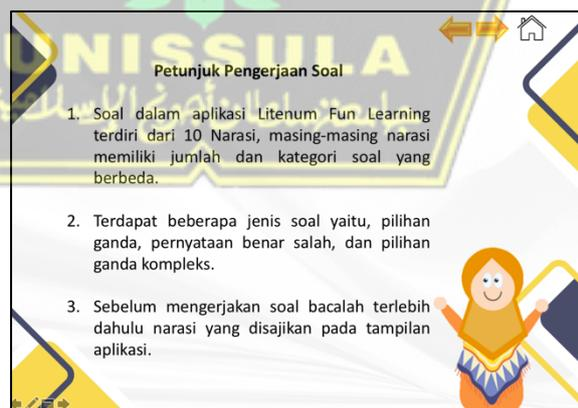 UNISSULA
Petunjuk Pengerjaan Soal
1. Soal dalam aplikasi Litenum Fun Learning
terdiri dari 10 Narasi, masing-masing narasi
memiliki jumlah dan kategori soal yang
berbeda.
2. Terdapat beberapa jenis soal yaitu, pilihan
ganda, pernyataan benar salah, dan pilihan
ganda kompleks.
3. Sebelum mengerjakan soal bacalah terlebih
dahulu narasi yang disajikan pada tampilan
aplikasi.